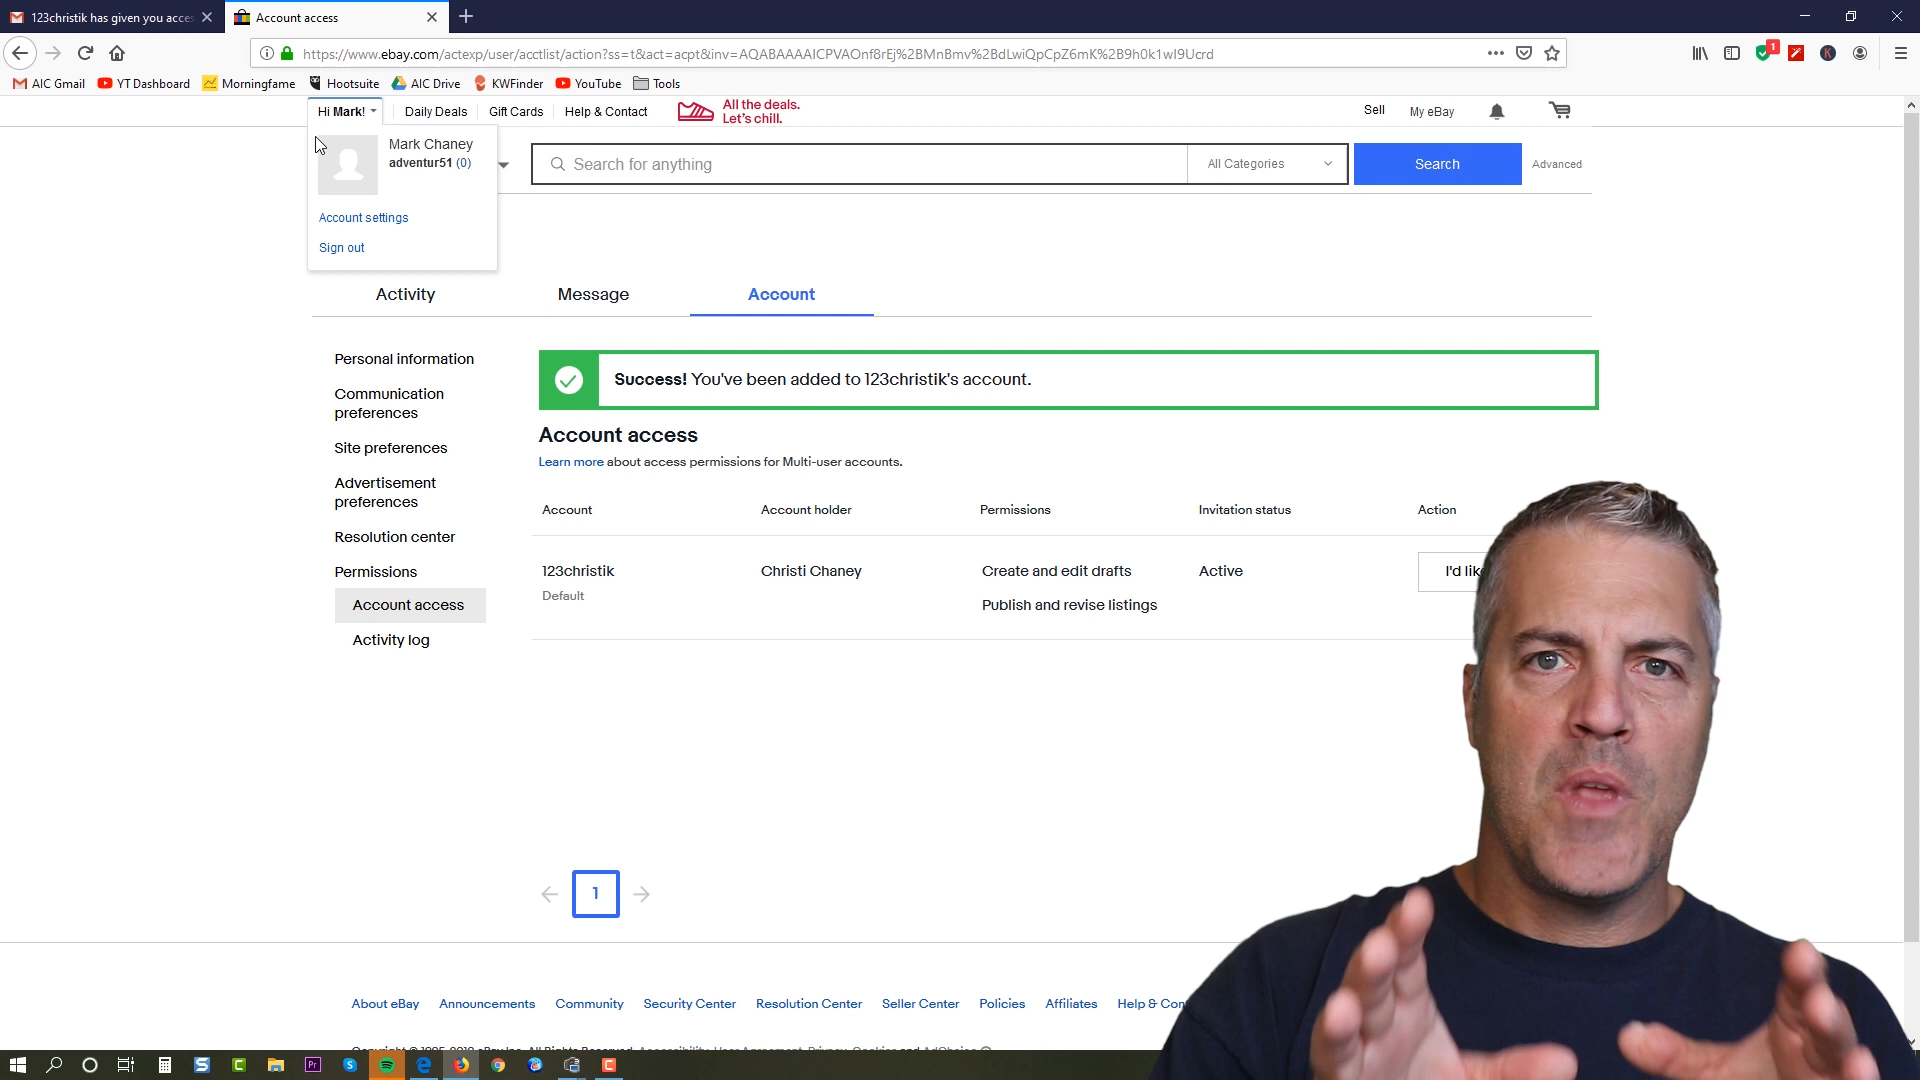 123christik has given you acces
Account access
https://www.ebay.com/actexp/user/acctlist/action?ss=t&act=acpt&inv=AQABAAAAICPVAOnf8rEj%2BMnBmv%2BdLwiQpCpZ6mK%2B9h0k1wI9Ucrd
1
K
AIC Gmail
YT Dashboard
Morningfame
Hootsuite
AIC Drive
KWFinder
YouTube
Tools
Hi Mark!
Daily Deals
Gift Cards
Help & Contact
All the deals.
Let's chill.
Sell
My eBay
Mark Chaney
adventur51 (0)
Account settings
Sign out
Search for anything
All Categories
Search
Advanced
Activity
Message
Account
Personal information
Communication
preferences
Site preferences
Advertisement
preferences
Resolution center
Permissions
Account access
Activity log
Success! You've been added to 123christik's account.
Account access
Learn more about access permissions for Multi-user accounts.
Account
Account holder
Permissions
Invitation status
Action
123christik
Default
Christi Chaney
Create and edit drafts
Publish and revise listings
Active
I'd lik
1
About eBay
Announcements
Community
Security Center
Resolution Center
Seller Center
Policies
Affiliates
Help & Con
Pr